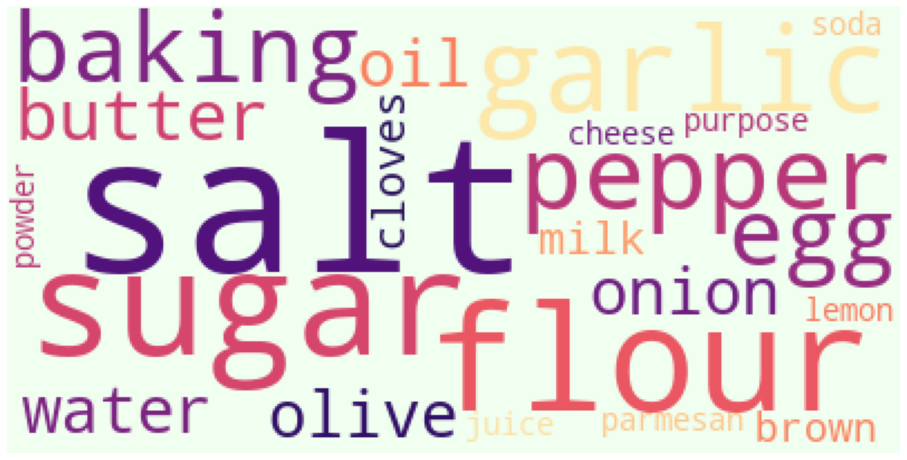 baking
oil
garlic
soda
butter
cloves
cheese
purpose
powder
salt
pepper
milk
egg
sugar
onion
lemon
flour
water
olive
juice
parmesan
brown